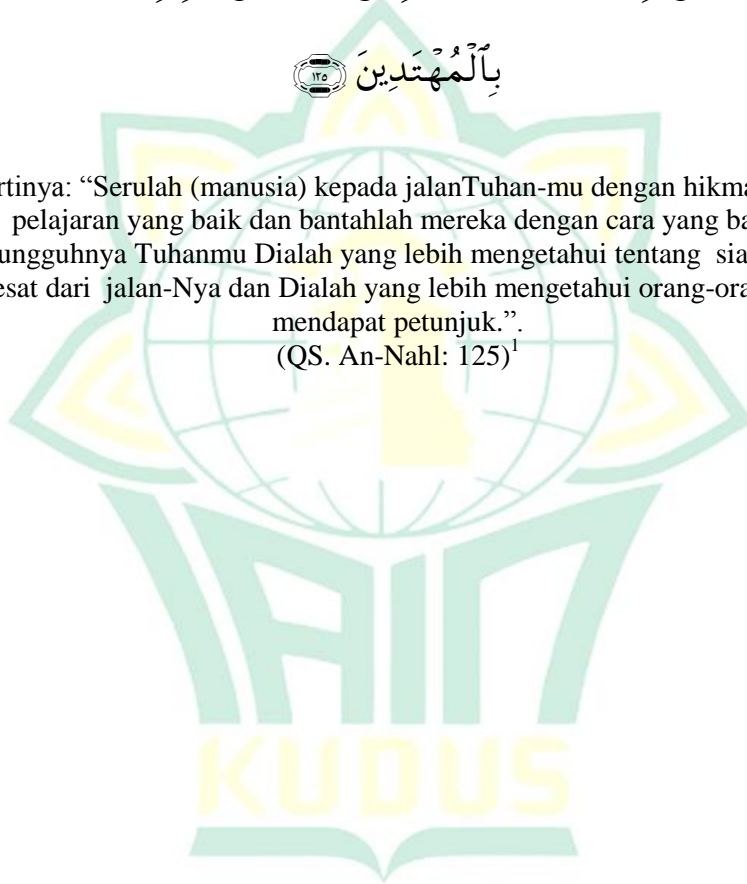 بِٱلۡمُهۡتَدِينَ ١٢٥
rtinya: “Serulah (manusia) kepada jalanTuhan-mu dengan hikma
pelajaran yang baik dan bantahlah mereka dengan cara yang ba
ungguhnya Tuhanmu Dialah yang lebih mengetahui tentang sia
esat dari jalan-Nya dan Dialah yang lebih mengetahui orang-ora
mendapat petunjuk.”.
(QS. An-Nahl: 125)1
IAIN
KUDUS